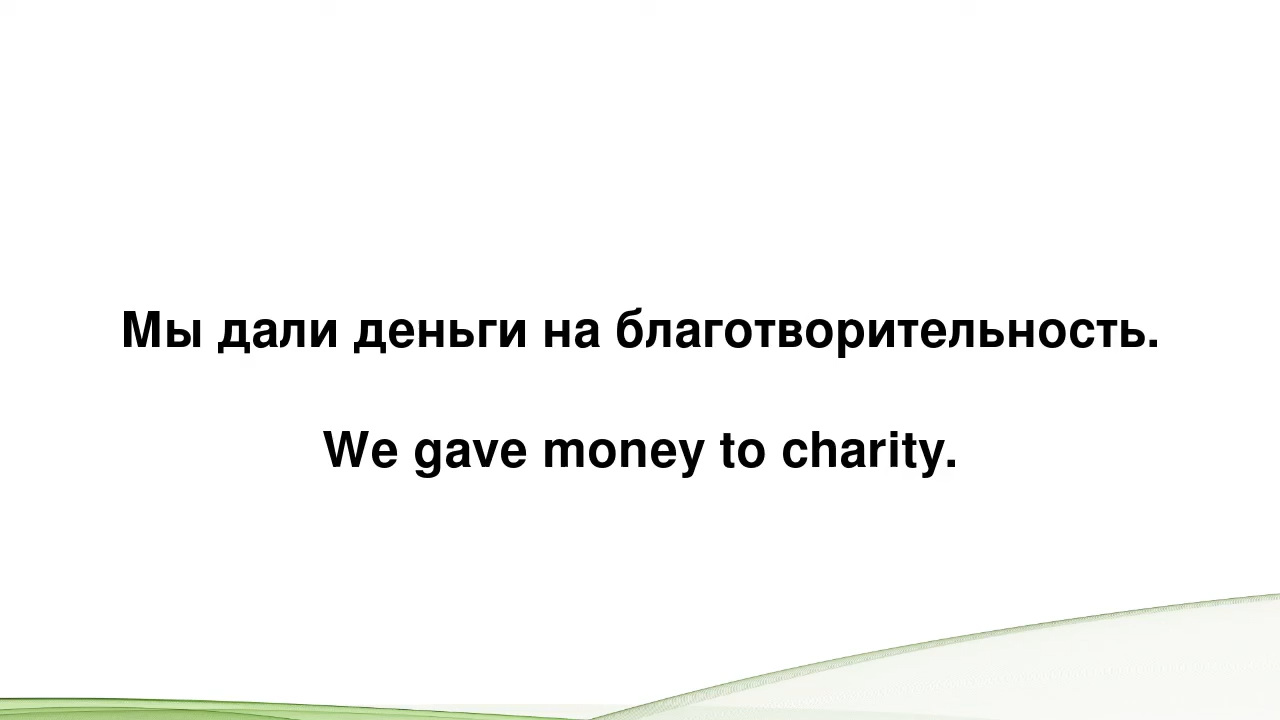 Мы дали деньги на благотворительность.
We gave money to charity.